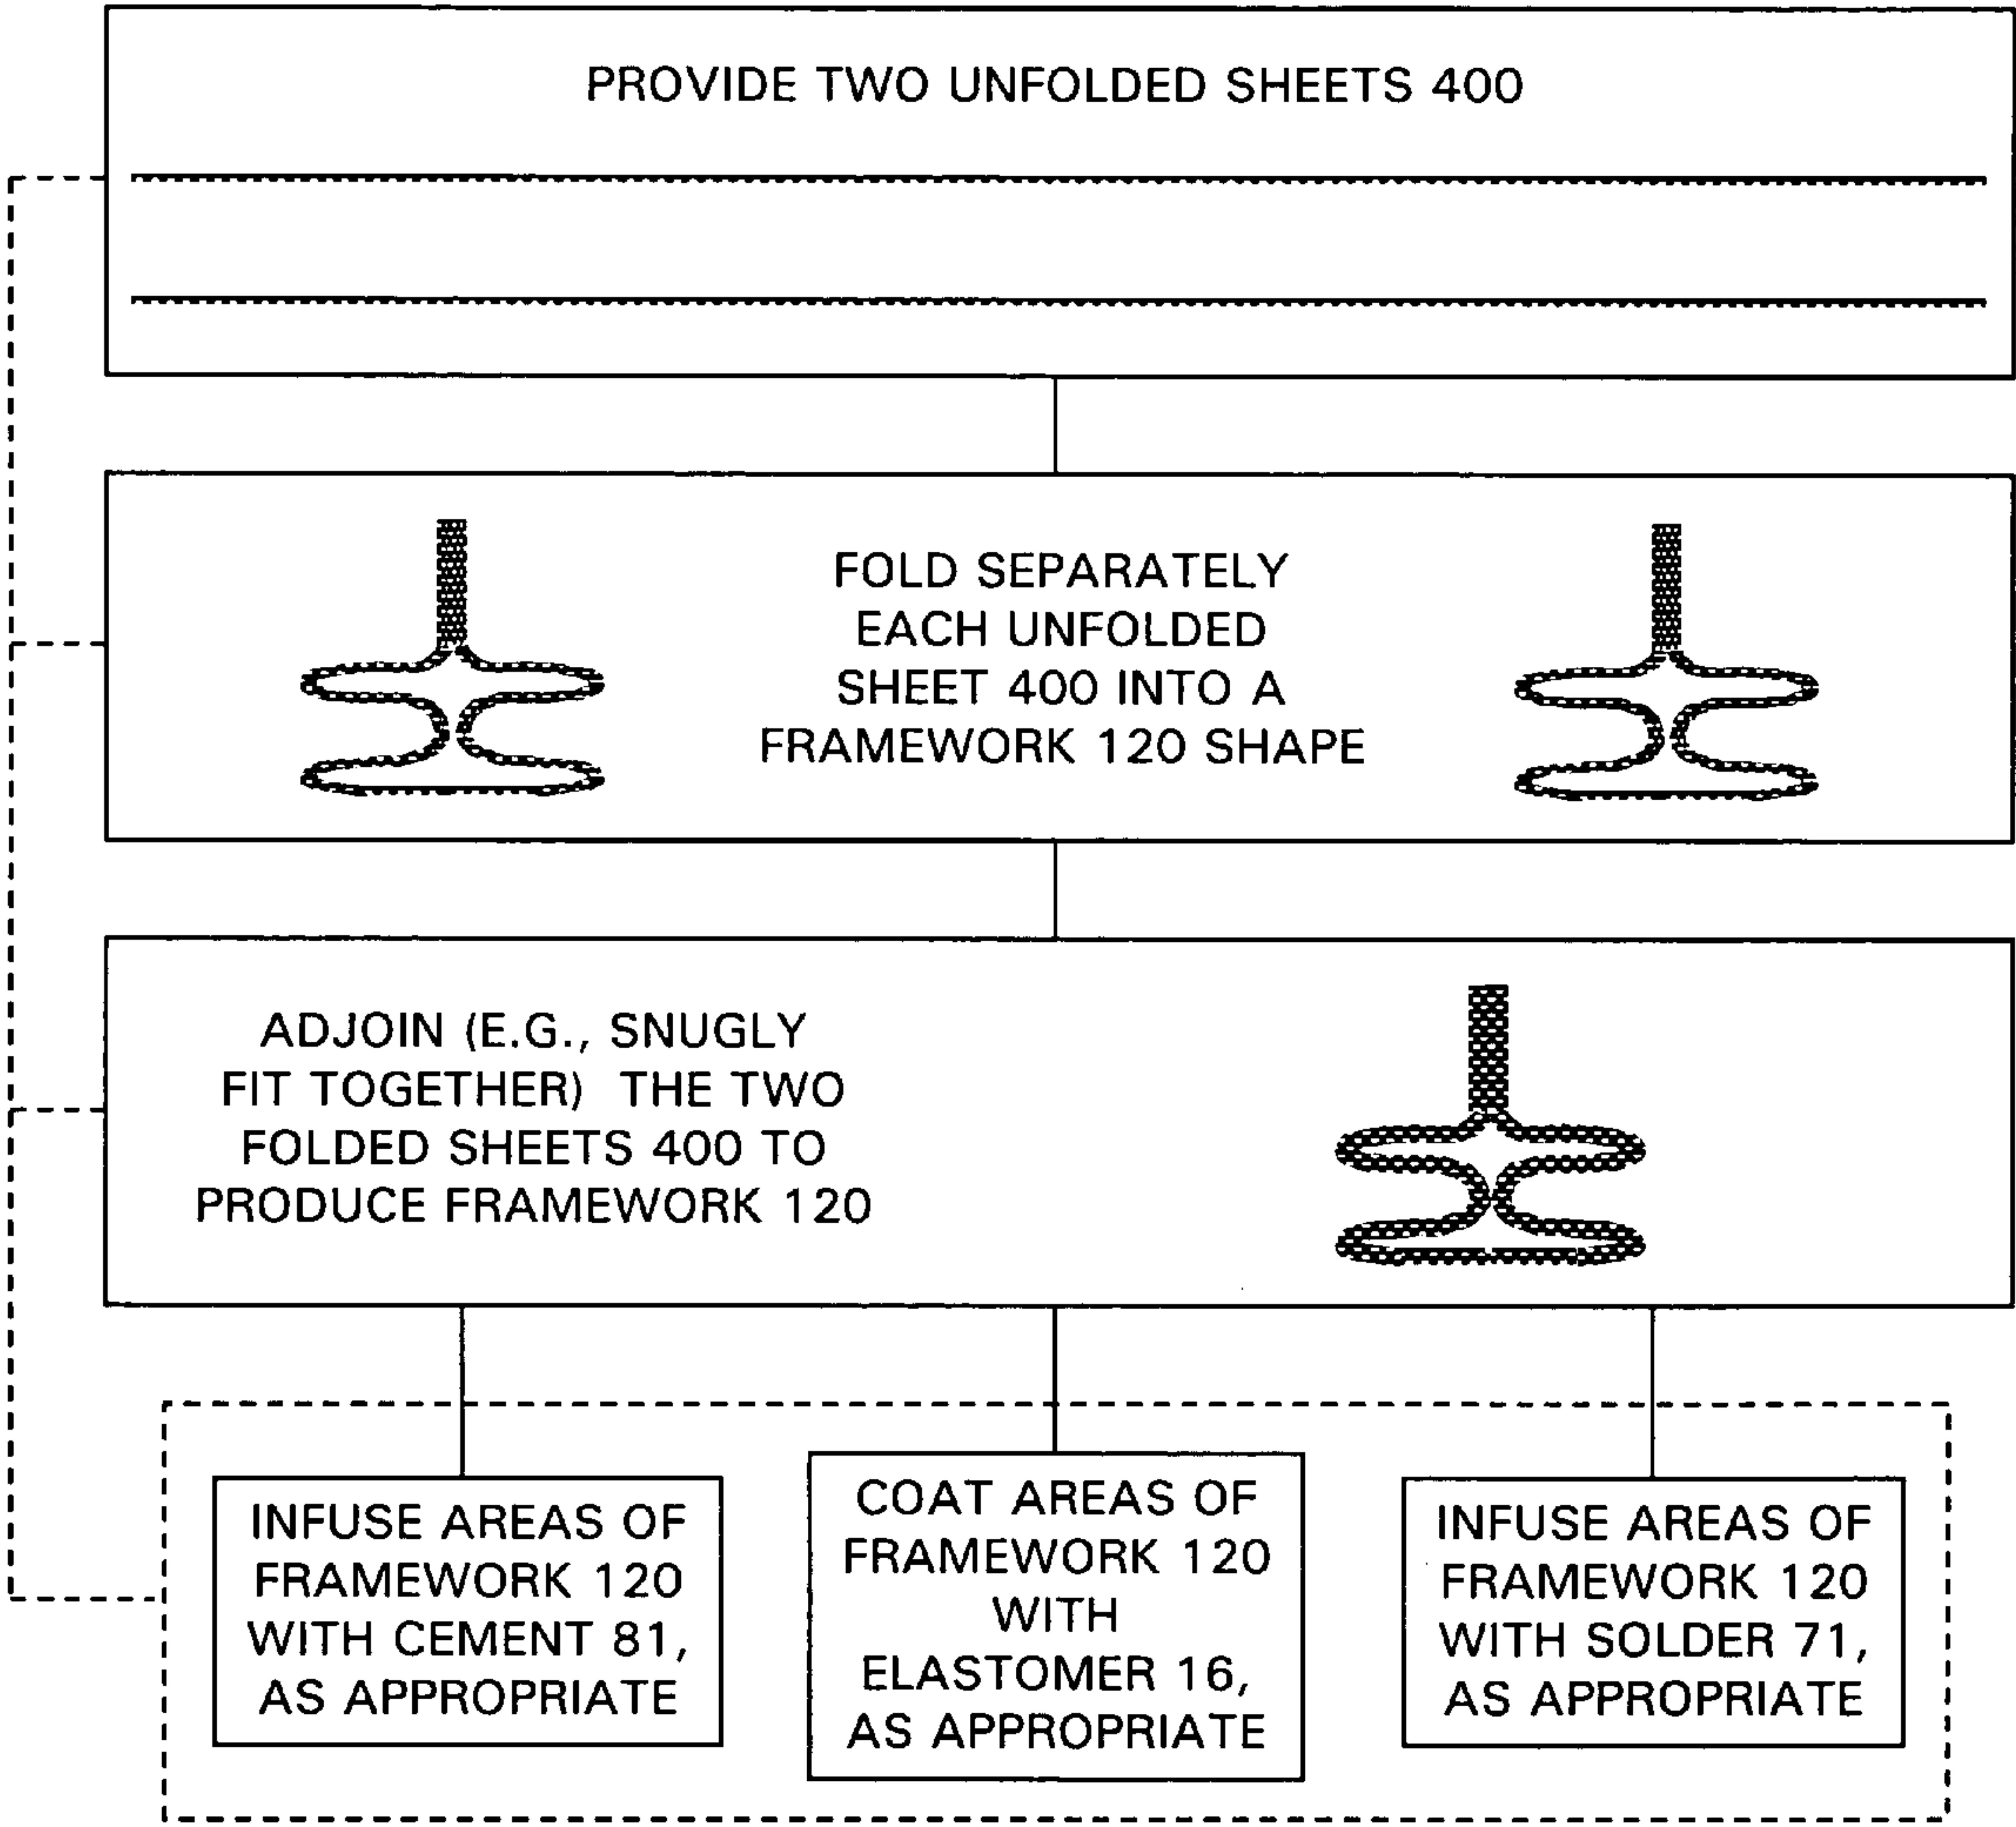 PROVIDE TWO UNFOLDED SHEETS 400
FOLD SEPARATELY
EACH UNFOLDED
SHEET 400 INTO A
FRAMEWORK 120 SHAPE
ADJOIN (E.G., SNUGLY
FIT TOGETHER) THE TWO
FOLDED SHEETS 400 TO
PRODUCE FRAMEWORK 120
INFUSE AREAS OF
FRAMEWORK 120
WITH CEMENT 81,
AS APPROPRIATE
COAT AREAS OF
FRAMEWORK 120
WITH
ELASTOMER 16,
AS APPROPRIATE
INFUSE AREAS OF
FRAMEWORK 120
WITH SOLDER 71,
AS APPROPRIATE